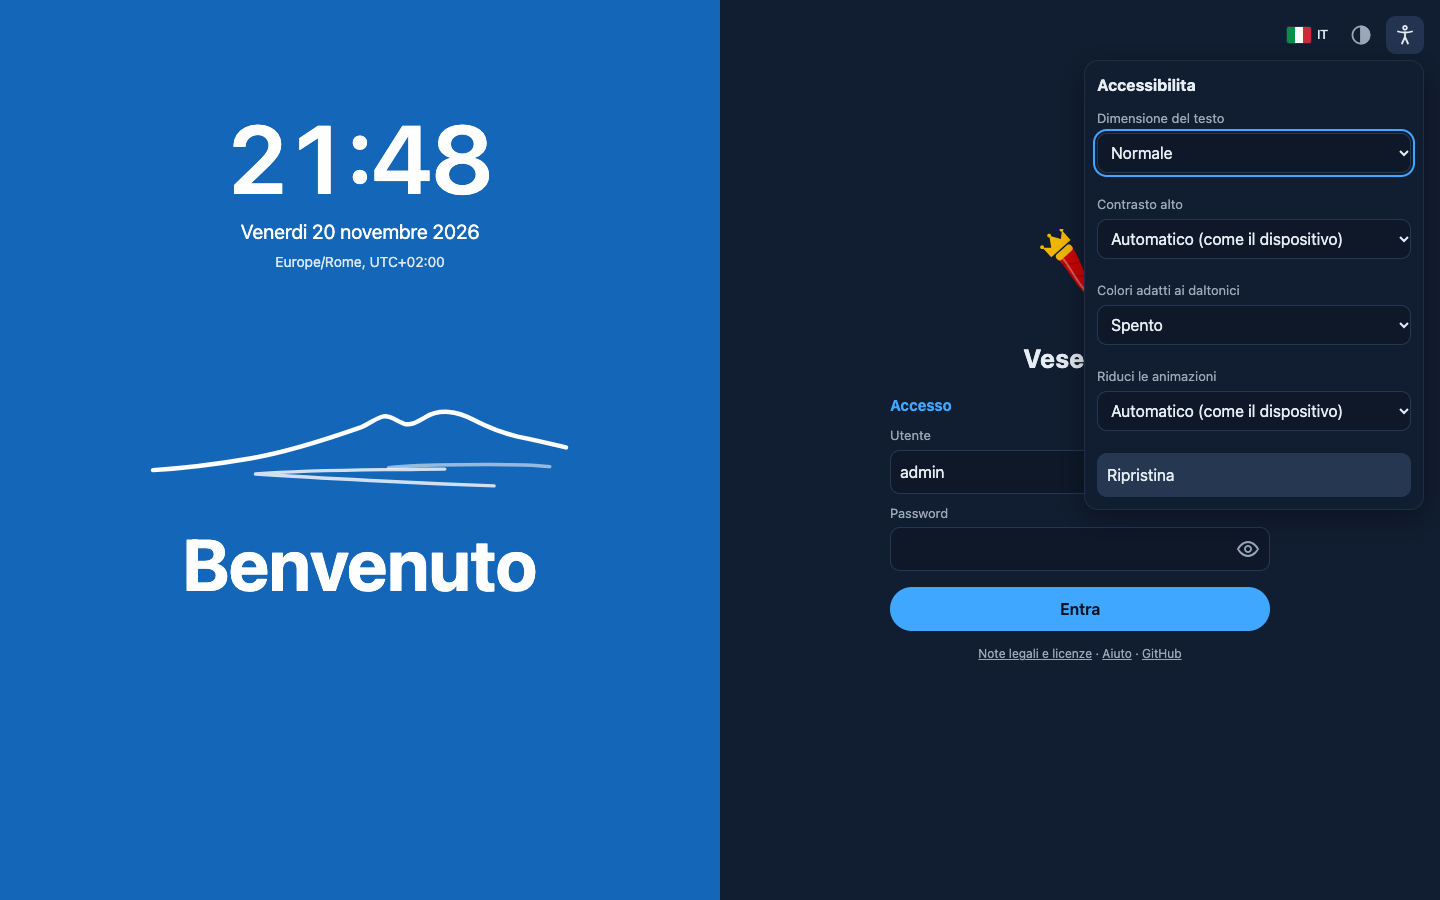 21:48
Venerdi 20 novembre 2026
Europe/Rome, UTC+02:00
Benvenuto
IT
Accessibilita
Dimensione del testo
Normale
Contrasto alto
Automatico (come il dispositivo)
Colori adatti ai daltonici
Spento
Riduci le animazioni
Automatico (come il dispositivo)
Ripristina
Vese
Accesso
Utente
admin
Password
Entra
Note legali e licenze · Aiuto · GitHub